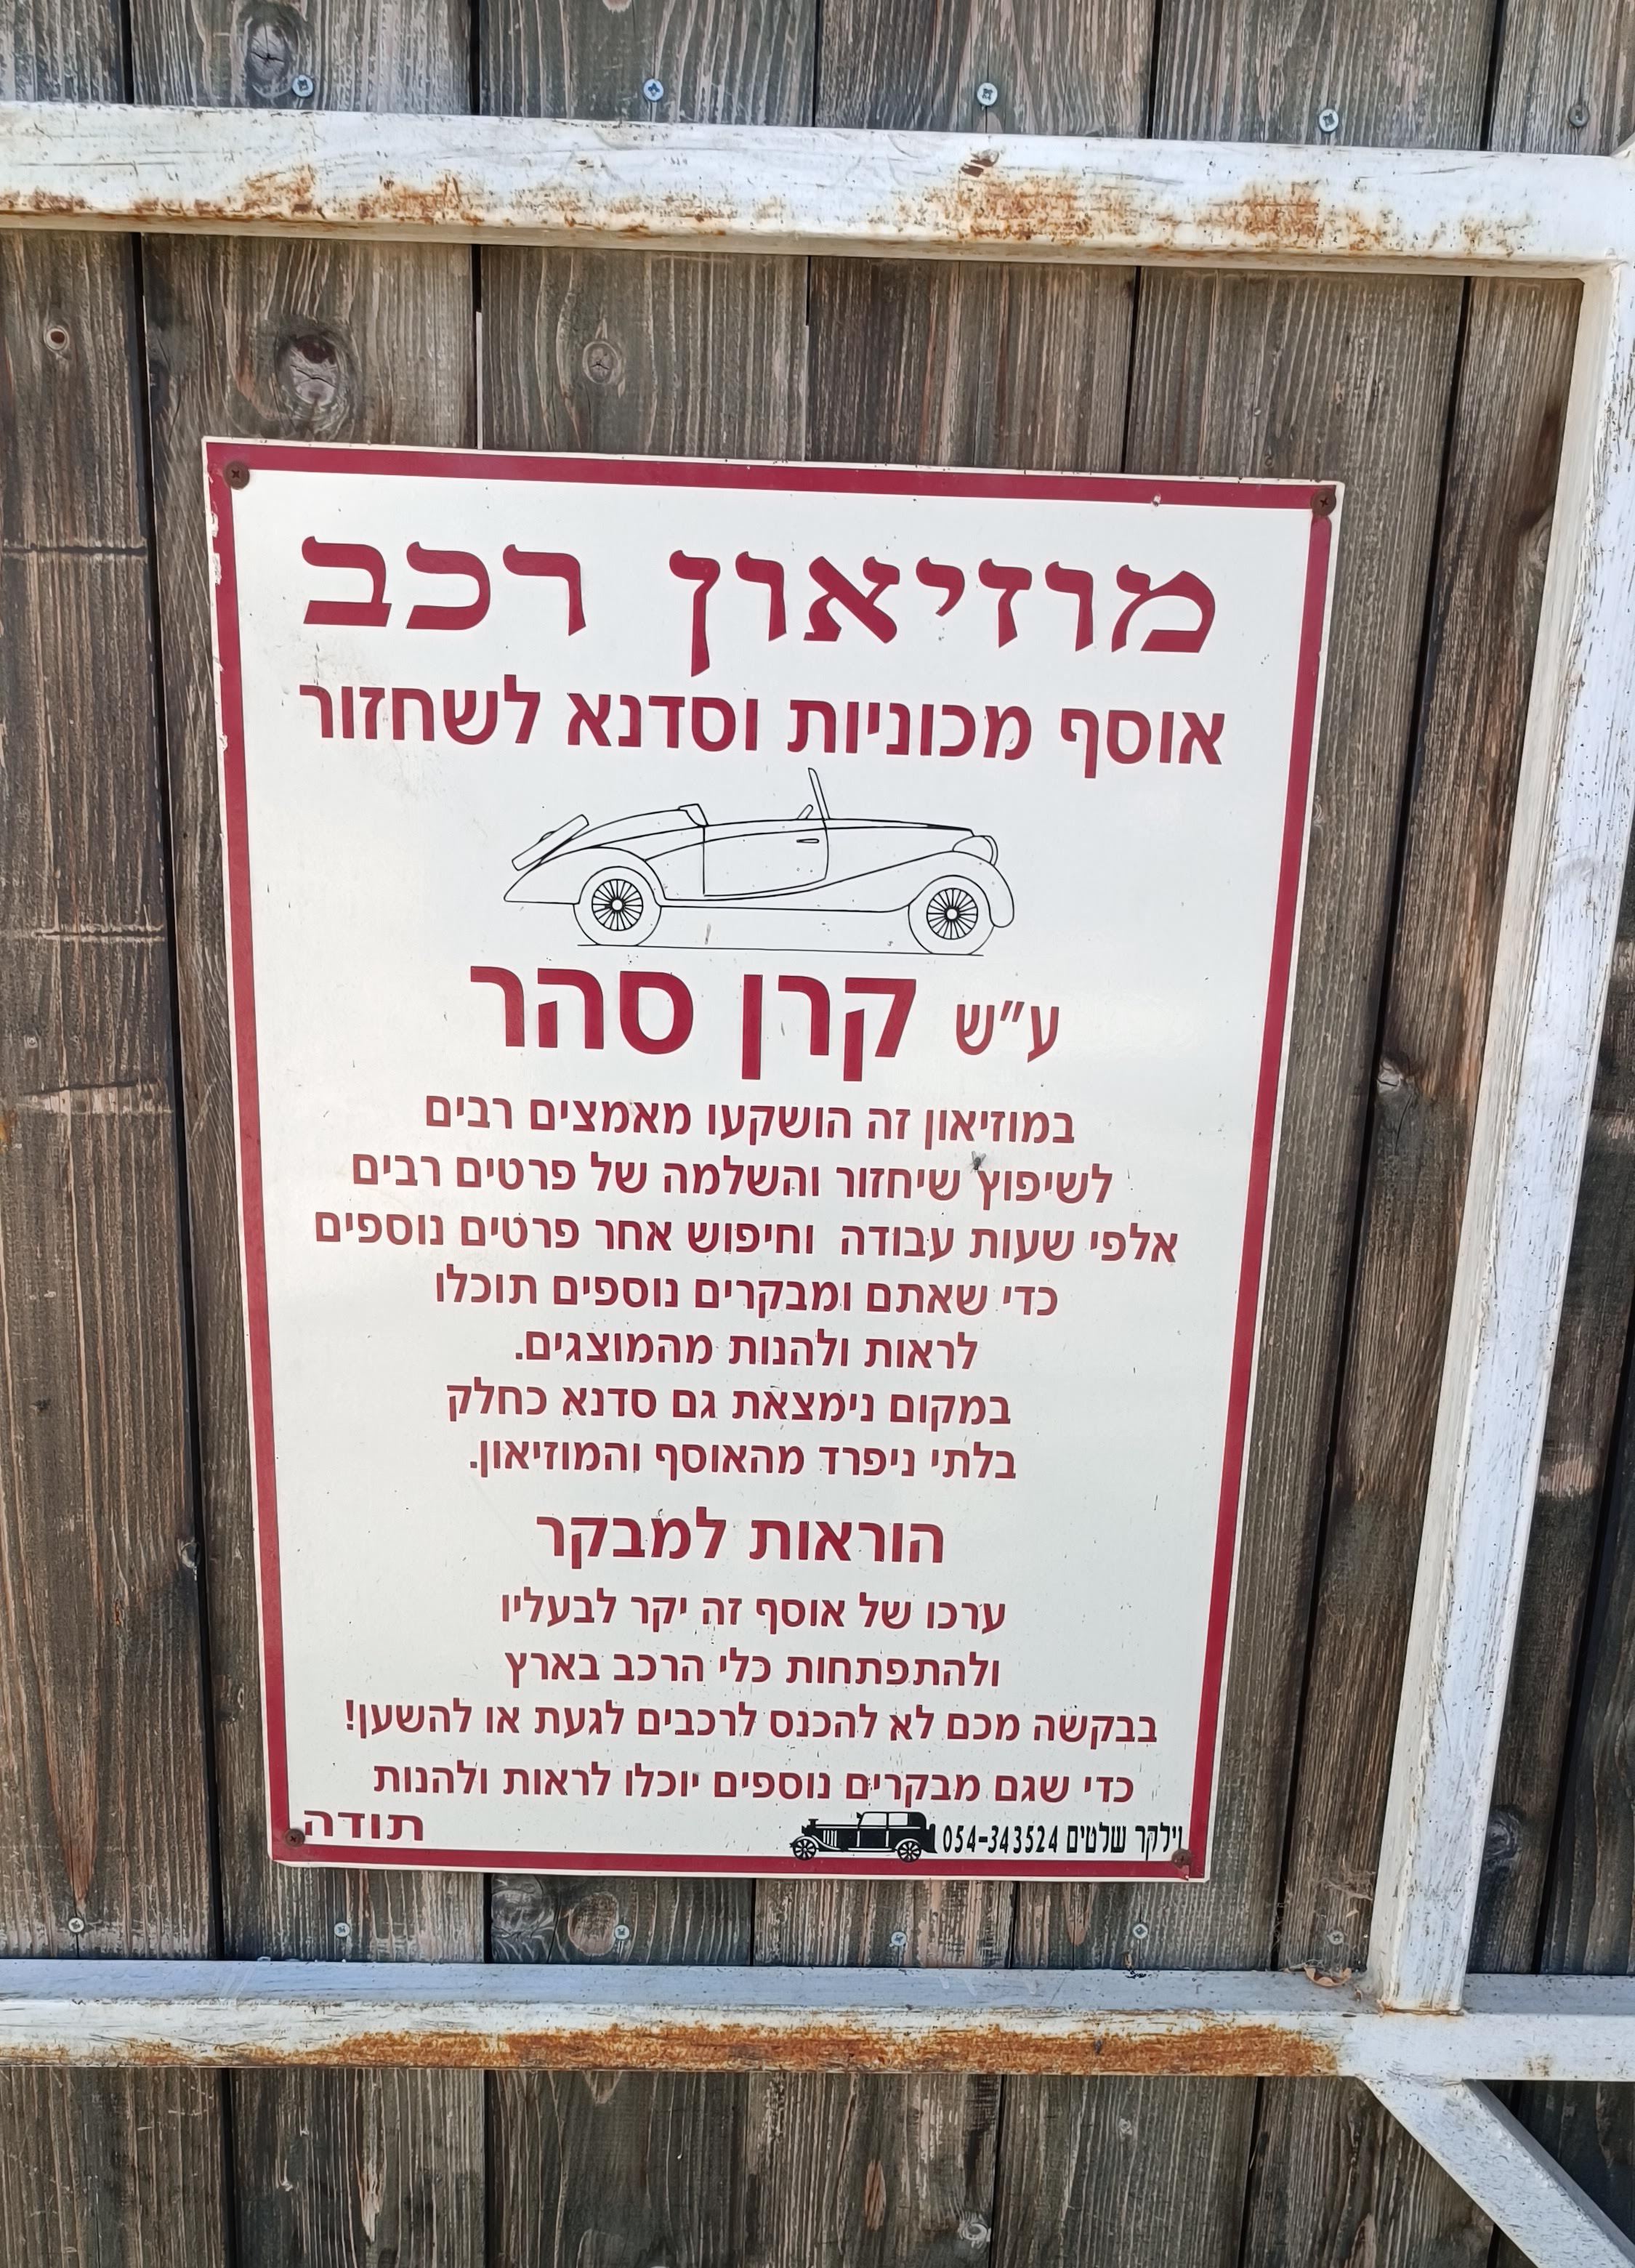 מוזיאון רכב
אוסף מכוניות וסדנא לשחזור
ע״ש קרן סהר
במוזיאון זה הושקעו מאמצים רבים
לשיפוץ שיחזור והשלמה של פרטים רבים
אלפי שעות עבודה וחיפוש אחר פרטים נוספים
כדי שאתם ומבקרים נוספים תוכלו
לראות ולהנות מהמוצגים.
במקום נימצאת גם סדנא כחלק
בלתי ניפרד מהאוסף והמוזיאון.
הוראות למבקר
ערכו של אוסף זה יקר לבעליו
ולהתפתחות כלי הרכב בארץ
בבקשה מכם לא להכנס לרכבים לגעת או להשען!
כדי שגם מבקרים נוספים יוכלו לראות ולהנות
תודה
וילקר שלטים 054-343524